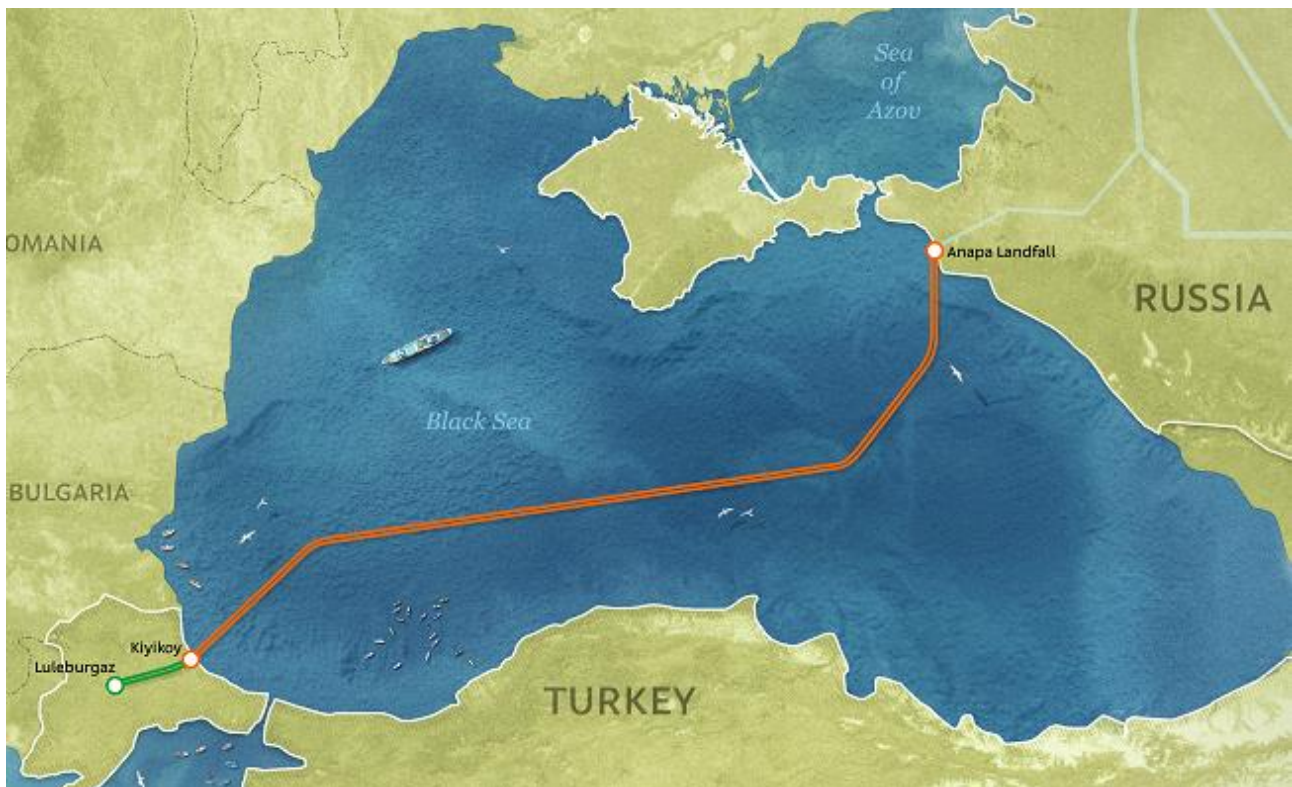 Sea
of
Azov
OMANIA
Anapa Landfall
RUSSIA
Black Sea
BULGARIA
Kiyikoy
Luleburgaz
TURKEY